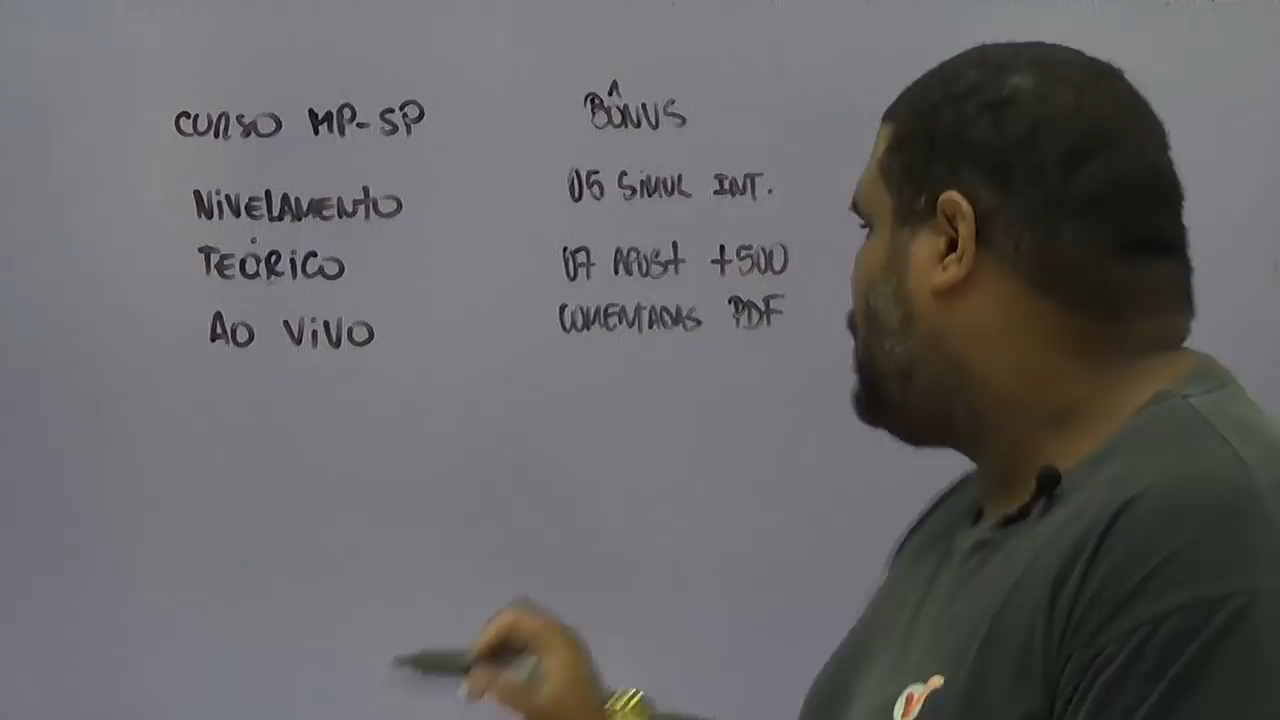 CURSO MP-SP
NIVELAMENTO
TEÓRICO
AO VIVO
BÔNUS
05 SIMUL INT.
07 APOST +500
COMENTADAS PDF